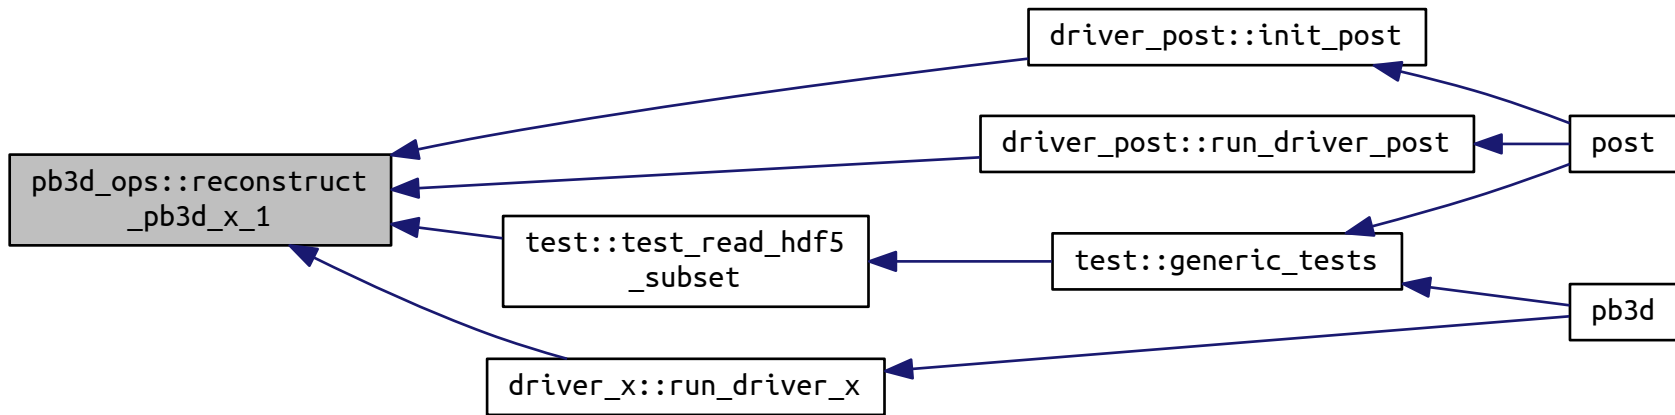 driver_post::init_post
driver_post::run_driver_post
post
pb3d_ops::reconstruct
_pb3d_x_1
test::test_read_hdf5
_subset
test::generic_tests
pb3d
driver_x::run_driver_x